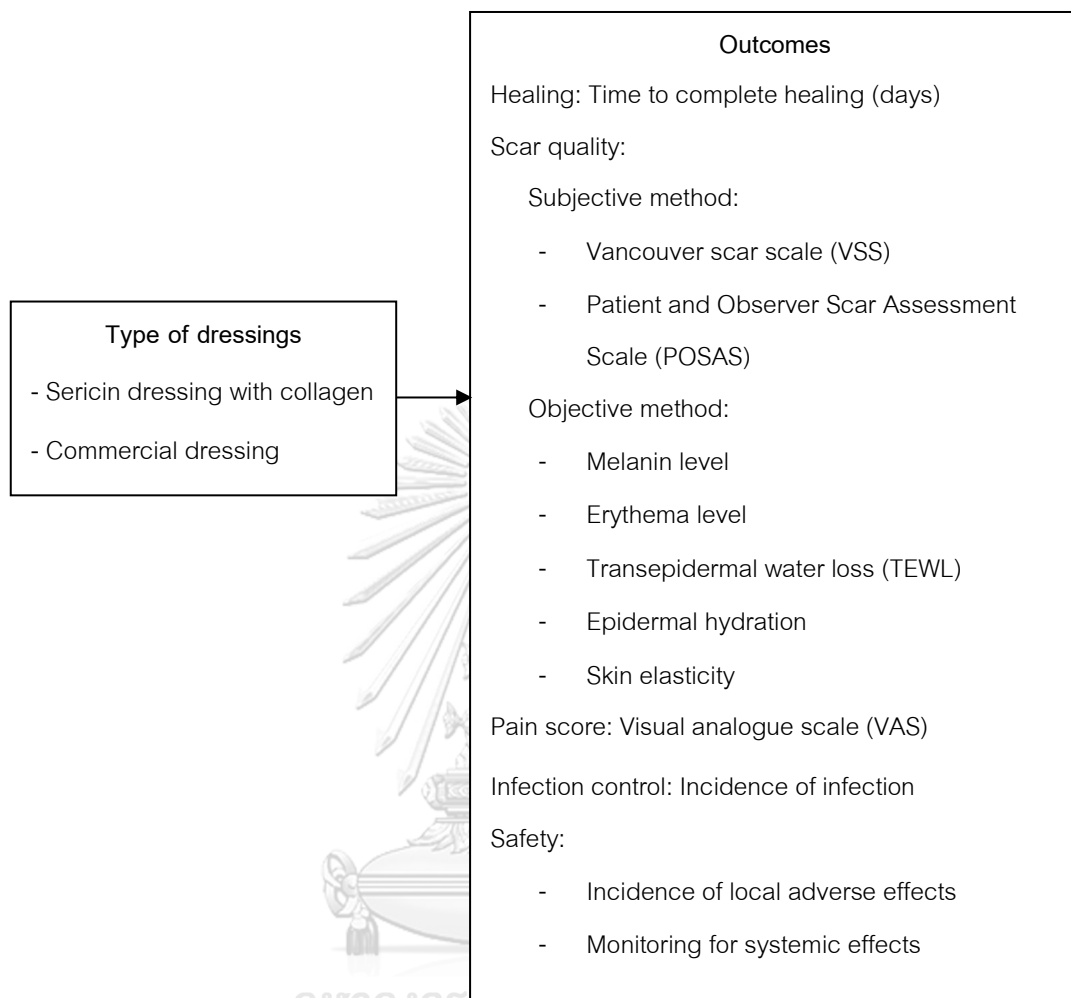 Outcomes
Healing: Time to complete healing (days)
Scar quality:
Subjective method:
- Vancouver scar scale (VSS)
- Patient and Observer Scar Assessment
Scale (POSAS)
Objective method:
- Melanin level
- Erythema level
- Transepidermal water loss (TEWL)
- Epidermal hydration
- Skin elasticity
Pain score: Visual analogue scale (VAS)
Infection control: Incidence of infection
Safety:
- Incidence of local adverse effects
- Monitoring for systemic effects
Type of dressings
- Sericin dressing with collagen
- Commercial dressing